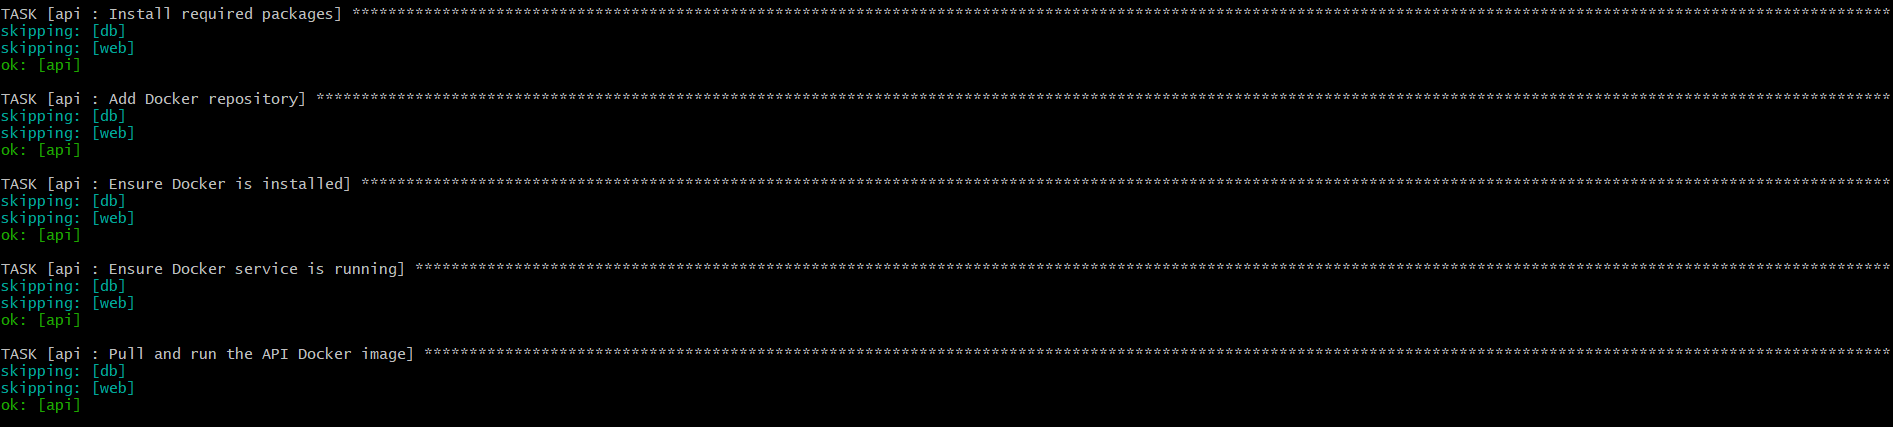 TASK [api : Install required packages] ***************************************************************************************************************************************************************************
skipping: [db]
skipping: [web]
ok: [api]
TASK [api : Add Docker repository] *******************************************************************************************************************************************************************************
skipping: [db]
skipping: [web]
ok: [api]
TASK [api : Ensure Docker is installed] **************************************************************************************************************************************************************************
skipping: [db]
skipping: [web]
ok: [api]
TASK [api : Ensure Docker service is running] ********************************************************************************************************************************************************************
skipping: [db]
skipping: [web]
ok: [api]
TASK [api : Pull and run the API Docker image] *******************************************************************************************************************************************************************
skipping: [db]
skipping: [web]
ok: [api]